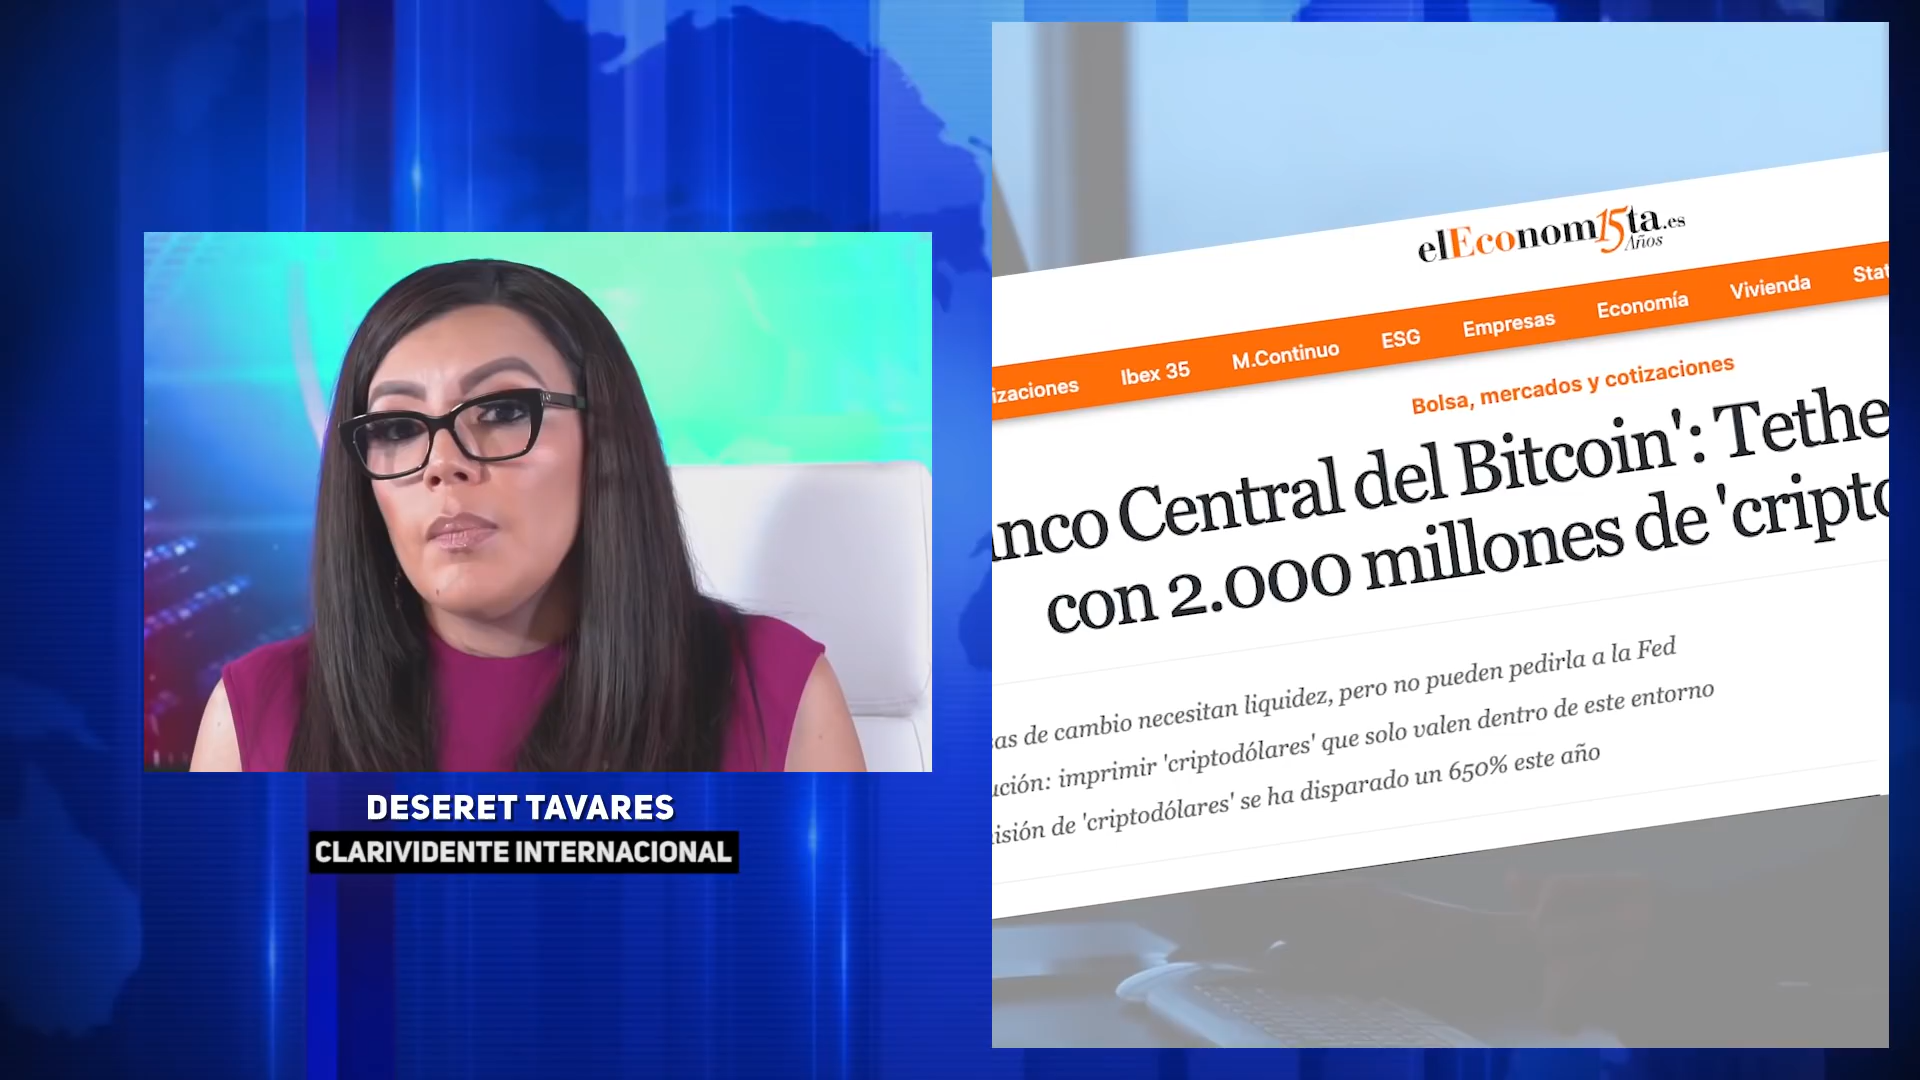 DESERET TAVARES
CLARIVIDENTE INTERNACIONAL
elEconom15ta.es
Años
izaciones Ibex 35 M.Continuo ESG Empresas Economía Vivienda Stat
Bolsa, mercados y cotizaciones
nco Central del Bitcoin': Tethe
con 2.000 millones de 'cripto
sas de cambio necesitan liquidez, pero no pueden pedirla a la Fed
ución: imprimir 'criptodólares' que solo valen dentro de este entorno
isión de 'criptodólares' se ha disparado un 650% este año